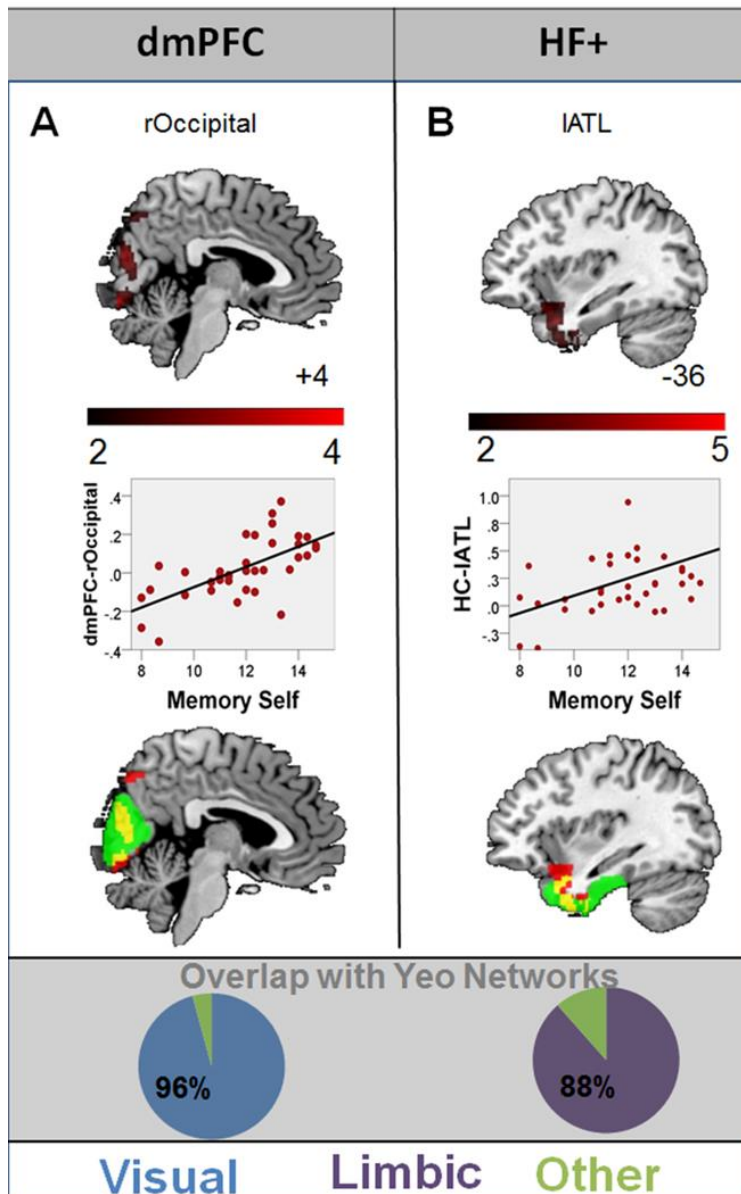 dmPFC HF+
A rOccipital B lATL
+4 -36
2 4 2 5
dmPFC-rOccipital
.4
.2
.0
-.2
-.4
8 10 12 14
Memory Self
HC-lATL
1.0
.8
.5
.3
.0
-.3
8 10 12 14
Memory Self
Overlap with Yeo Networks
96% 88%
Visual Limbic Other